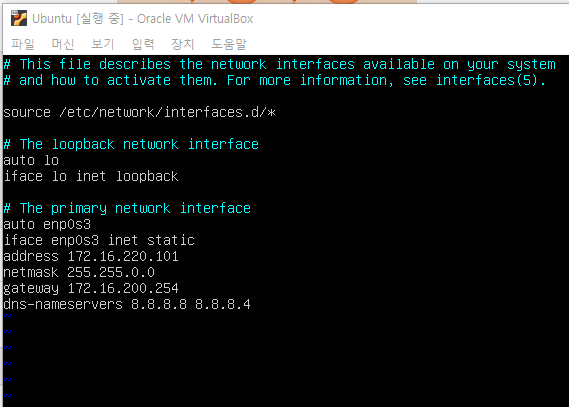 Ubuntu [실행 중] - Oracle VM VirtualBox
파일 머신 보기 입력 장치 도움말
# This file describes the network interfaces available on your system
# and how to activate them. For more information, see interfaces(5).
source /etc/network/interfaces.d/*
# The loopback network interface
auto lo
iface lo inet loopback
# The primary network interface
auto enp0s3
iface enp0s3 inet static
address 172.16.220.101
netmask 255.255.0.0
gateway 172.16.200.254
dns-nameservers 8.8.8.8 8.8.8.4
~
~
~
~
~
~